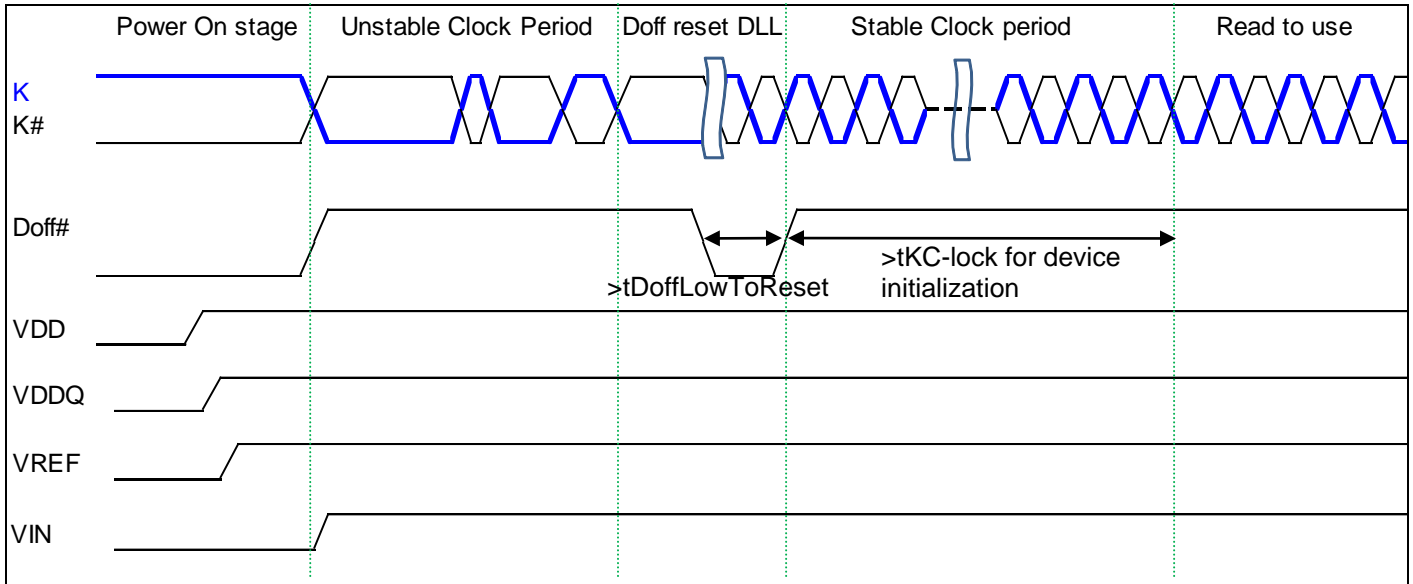 Power On stage
Unstable Clock Period
Doff reset DLL
Stable Clock period
Read to use
K
K#
Doff#
>tDoffLowToReset
>tKC-lock for device
initialization
VDD
VDDQ
VREF
VIN